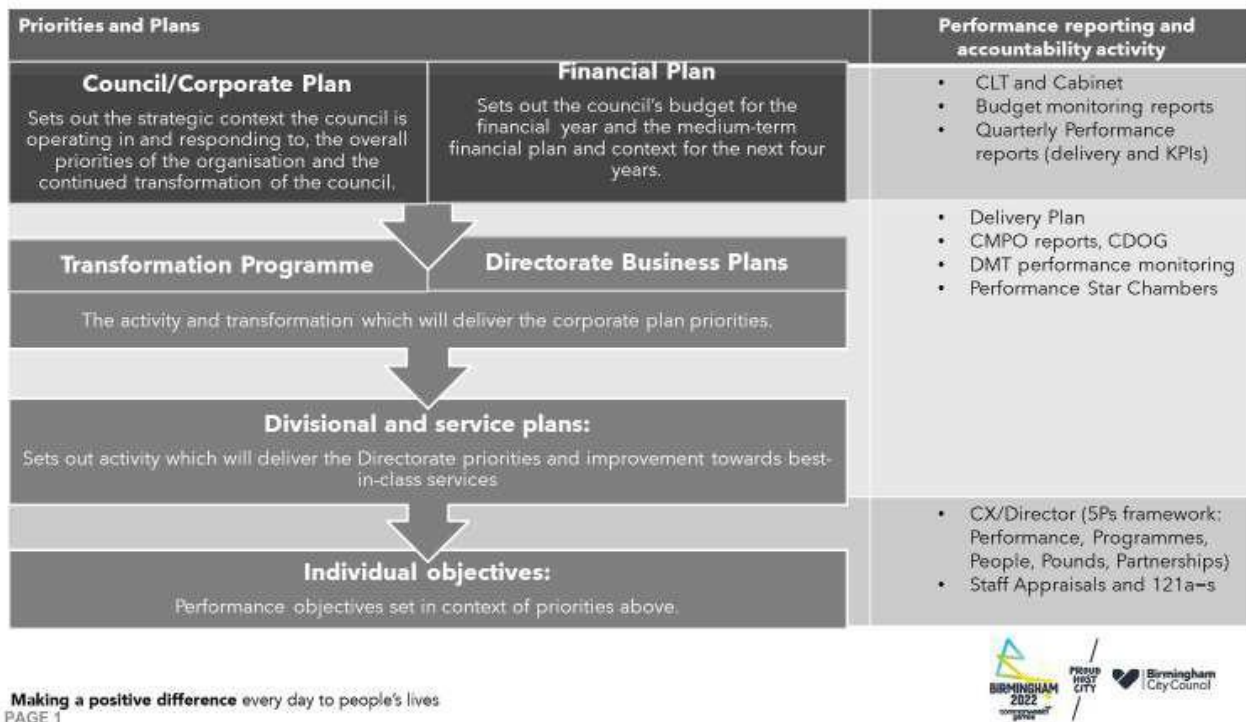 Priorities and Plans
Performance reporting and
accountability activity
Council/Corporate Plan
Sets out the strategic context the council is
operating in and responding to, the overall
priorities of the organisation and the
continued transformation of the council.
Financial Plan
Sets out the council's budget for the
financial year and the medium-term
financial plan and context for the next four
years.
• CLT and Cabinet
• Budget monitoring reports
• Quarterly Performance
reports (delivery and KPIs)
Transformation Programme
Directorate Business Plans
The activity and transformation which will deliver the corporate plan priorities.
• Delivery Plan
• CMPO reports, CDOG
• DMT performance monitoring
• Performance Star Chambers
Divisional and service plans:
Sets out activity which will deliver the Directorate priorities and improvement towards best-
in-class services
Individual objectives:
Performance objectives set in context of priorities above.
• CX/Director (5Ps framework:
Performance, Programmes,
People, Pounds, Partnerships)
• Staff Appraisals and 121a-s
Making a positive difference every day to people's lives
PAGE 1
BIRMINGHAM
2022
PROUD
HOST
CITY
Birmingham
City Council